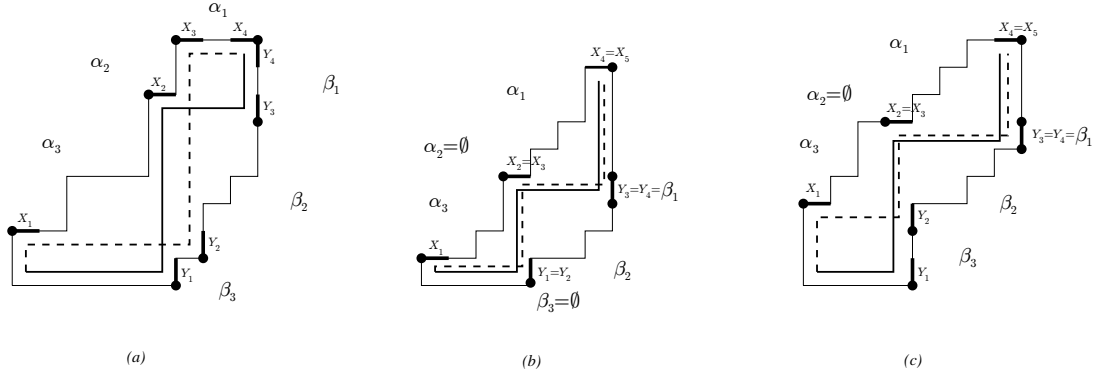 α₁
X₃ X₄
α₂
Y₄
X₂
β₁
Y₃
α₃
β₂
X₁
Y₂
Y₁
β₃
(a)
X₄=X₅
α₁
α₂=∅
X₂=X₃
Y₃=Y₄=β₁
α₃
X₁
β₂
Y₁=Y₂
β₃=∅
(b)
X₄=X₅
α₁
α₂=∅
X₂=X₃
Y₃=Y₄=β₁
α₃
X₁
β₂
Y₂
β₃
Y₁
(c)